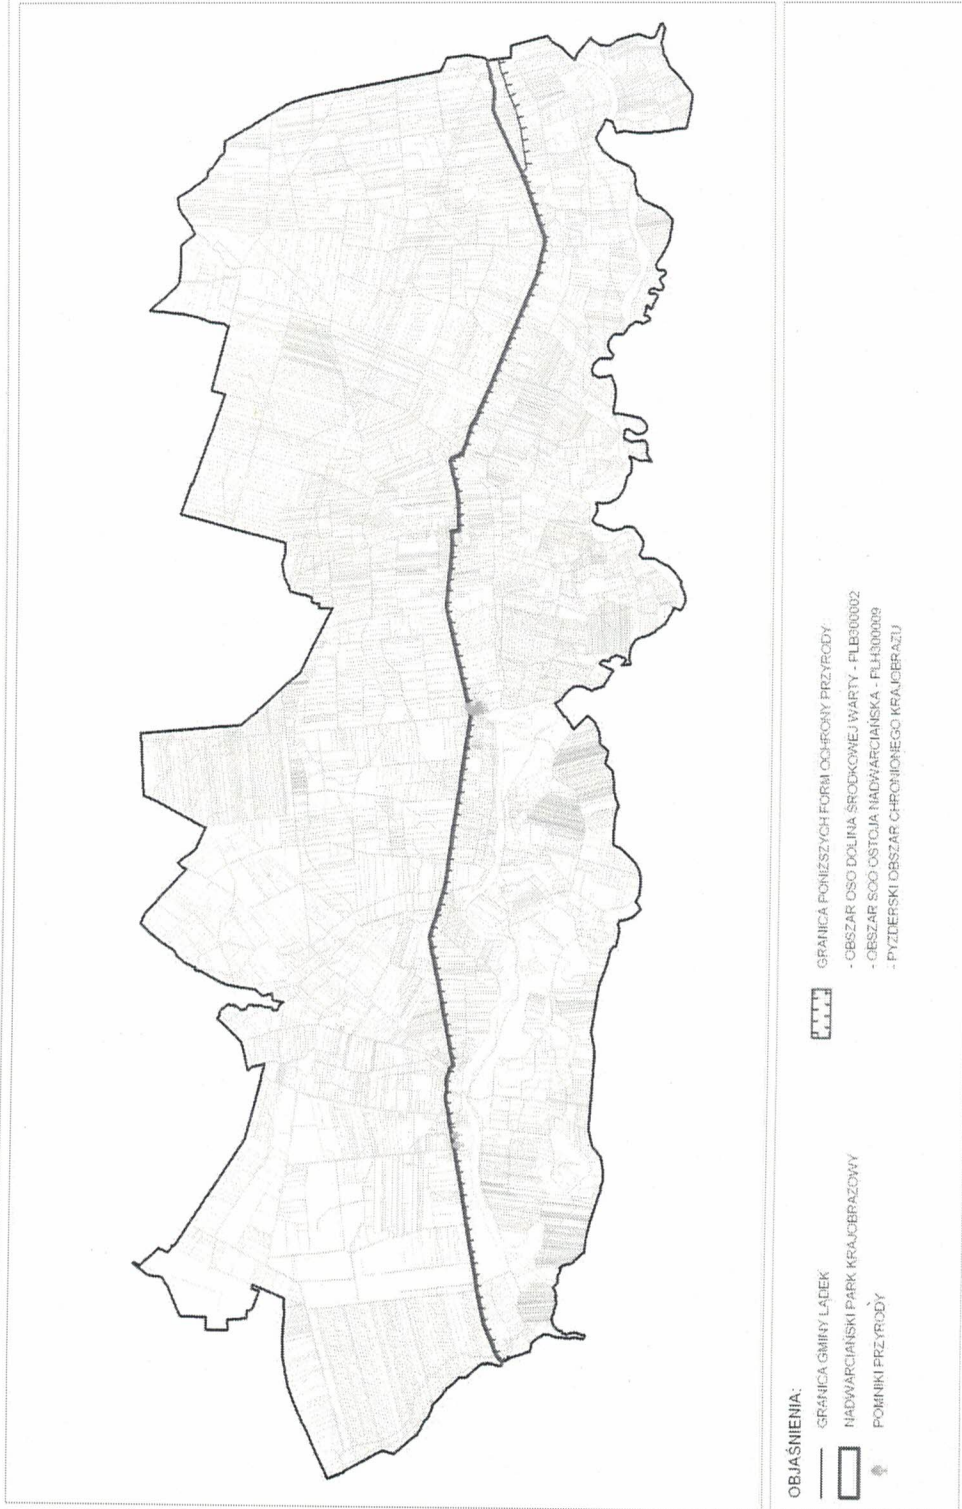 OBJAŚNIENIA:
GRANICA GMINY LĄDEK
NADWARCIAŃSKI PARK KRAJOBRAZOWY
POMNIKI PRZYRODY
GRANICA PONIŻSZYCH FORM OCHRONY PRZYRODY:
- OBSZAR OSO DOLINA ŚRODKOWEJ WARTY - PLB300002
- OBSZAR SOO OSTOJA NADWARCIAŃSKA - PLH300009
- PYZDERSKI OBSZAR CHRONIONEGO KRAJOBRAZU